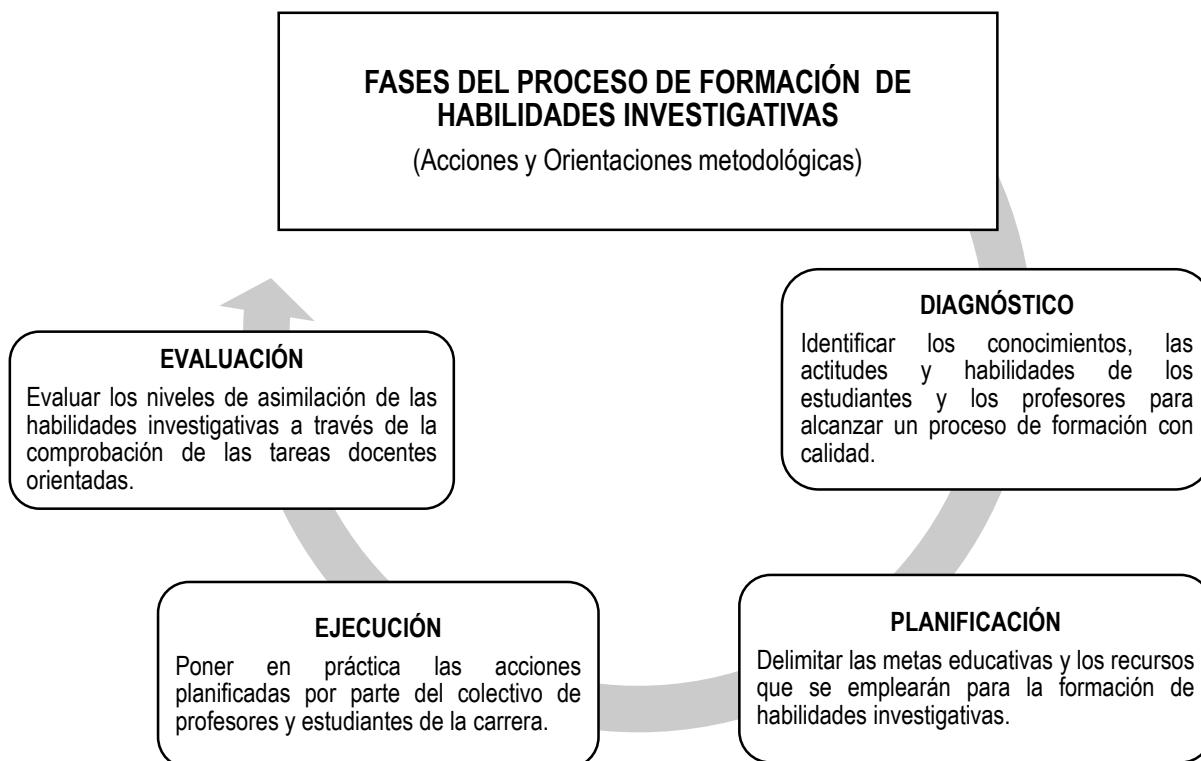 FASES DEL PROCESO DE FORMACIÓN DE
HABILIDADES INVESTIGATIVAS
(Acciones y Orientaciones metodológicas)
DIAGNÓSTICO
Identificar los conocimientos, las
actitudes y habilidades de los
estudiantes y los profesores para
alcanzar un proceso de formación con
calidad.
PLANIFICACIÓN
Delimitar las metas educativas y los recursos
que se emplearán para la formación de
habilidades investigativas.
EJECUCIÓN
Poner en práctica las acciones
planificadas por parte del colectivo de
profesores y estudiantes de la carrera.
EVALUACIÓN
Evaluar los niveles de asimilación de las
habilidades investigativas a través de la
comprobación de las tareas docentes
orientadas.